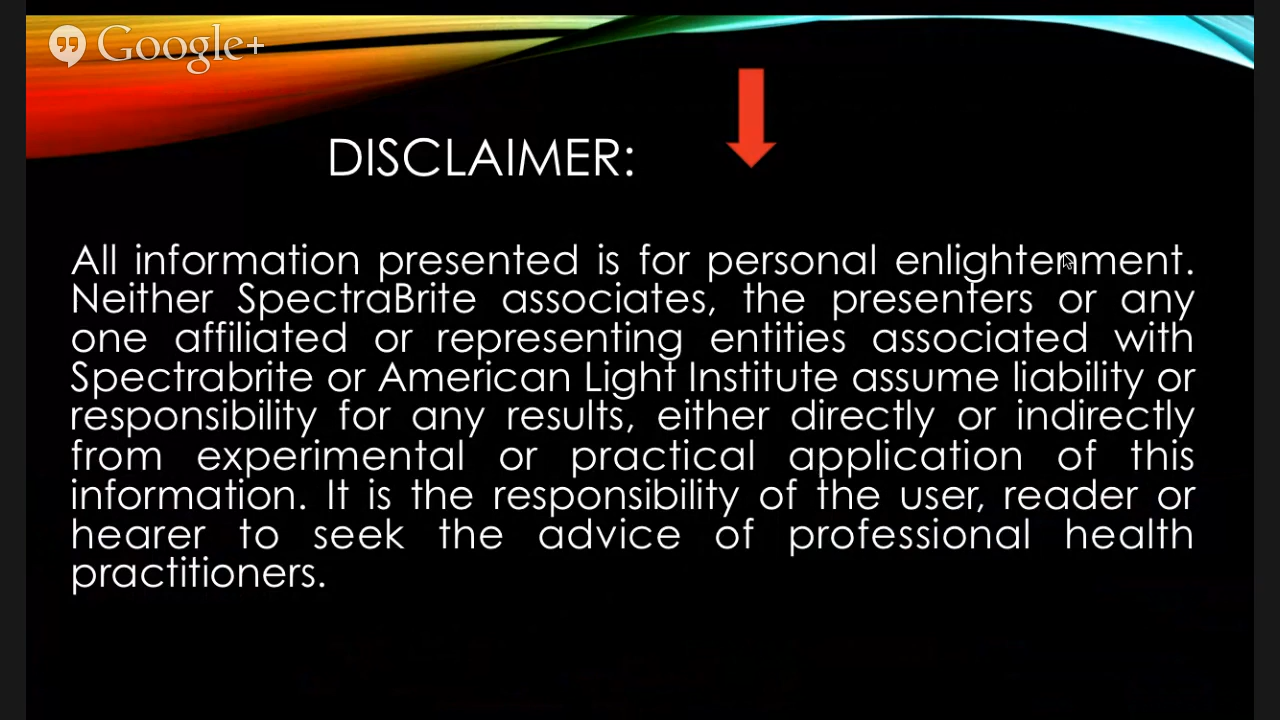 Google+
DISCLAIMER:
All information presented is for personal enlightenment.
Neither SpectraBrite associates, the presenters or any
one affiliated or representing entities associated with
Spectrabrite or American Light Institute assume liability or
responsibility for any results, either directly or indirectly
from experimental or practical application of this
information. It is the responsibility of the user, reader or
hearer to seek the advice of professional health
practitioners.